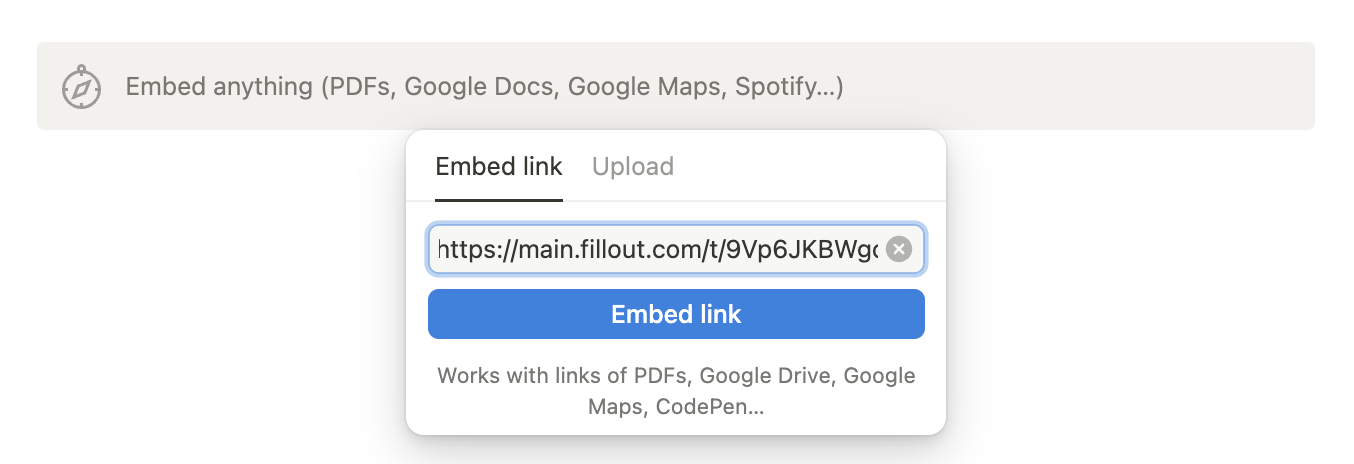 Embed anything (PDFs, Google Docs, Google Maps, Spotify...)
Embed link Upload
https://main.fillout.com/t/9Vp6JKBWg
Embed link
Works with links of PDFs, Google Drive, Google
Maps, CodePen...